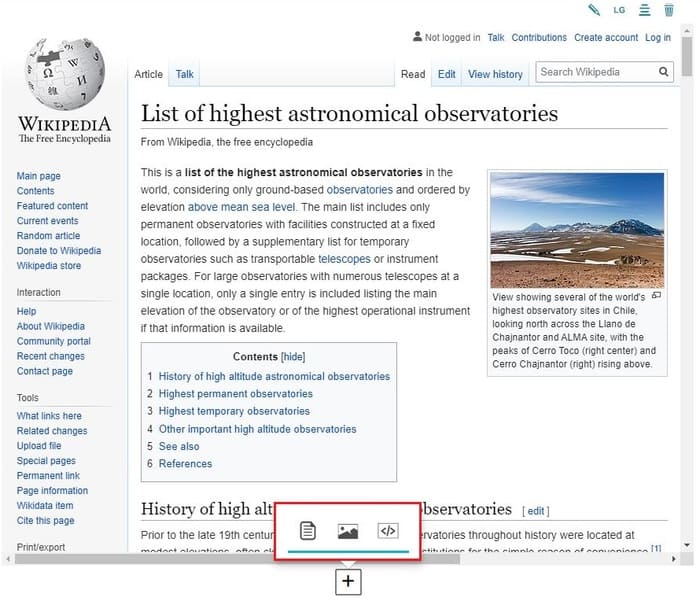 LG
Not logged in Talk Contributions Create account Log in
Article Talk Read Edit View history Search Wikipedia
WIKIPEDIA
The Free Encyclopedia
Main page
Contents
Featured content
Current events
Random article
Donate to Wikipedia
Wikipedia store
Interaction
Help
About Wikipedia
Community portal
Recent changes
Contact page
Tools
What links here
Related changes
Upload file
Special pages
Permanent link
Page information
Wikidata item
Cite this page
Print/export
List of highest astronomical observatories
From Wikipedia, the free encyclopedia
This is a list of the highest astronomical observatories in the
world, considering only ground-based observatories and ordered by
elevation above mean sea level. The main list includes only
permanent observatories with facilities constructed at a fixed
location, followed by a supplementary list for temporary
observatories such as transportable telescopes or instrument
packages. For large observatories with numerous telescopes at a
single location, only a single entry is included listing the main
elevation of the observatory or of the highest operational instrument
if that information is available.
View showing several of the world's
highest observatory sites in Chile,
looking north across the Llano de
Chajnantor and ALMA site, with the
peaks of Cerro Toco (right center) and
Cerro Chajnantor (right) rising above.
Contents [hide]
1 History of high altitude astronomical observatories
2 Highest permanent observatories
3 Highest temporary observatories
4 Other important high altitude observatories
5 See also
6 References
History of high alt bservatories [ edit ]
Prior to the late 19th centur ervatories throughout history were located at
modest elevations, often cl stitutions for the simple reason of convenience.[1]